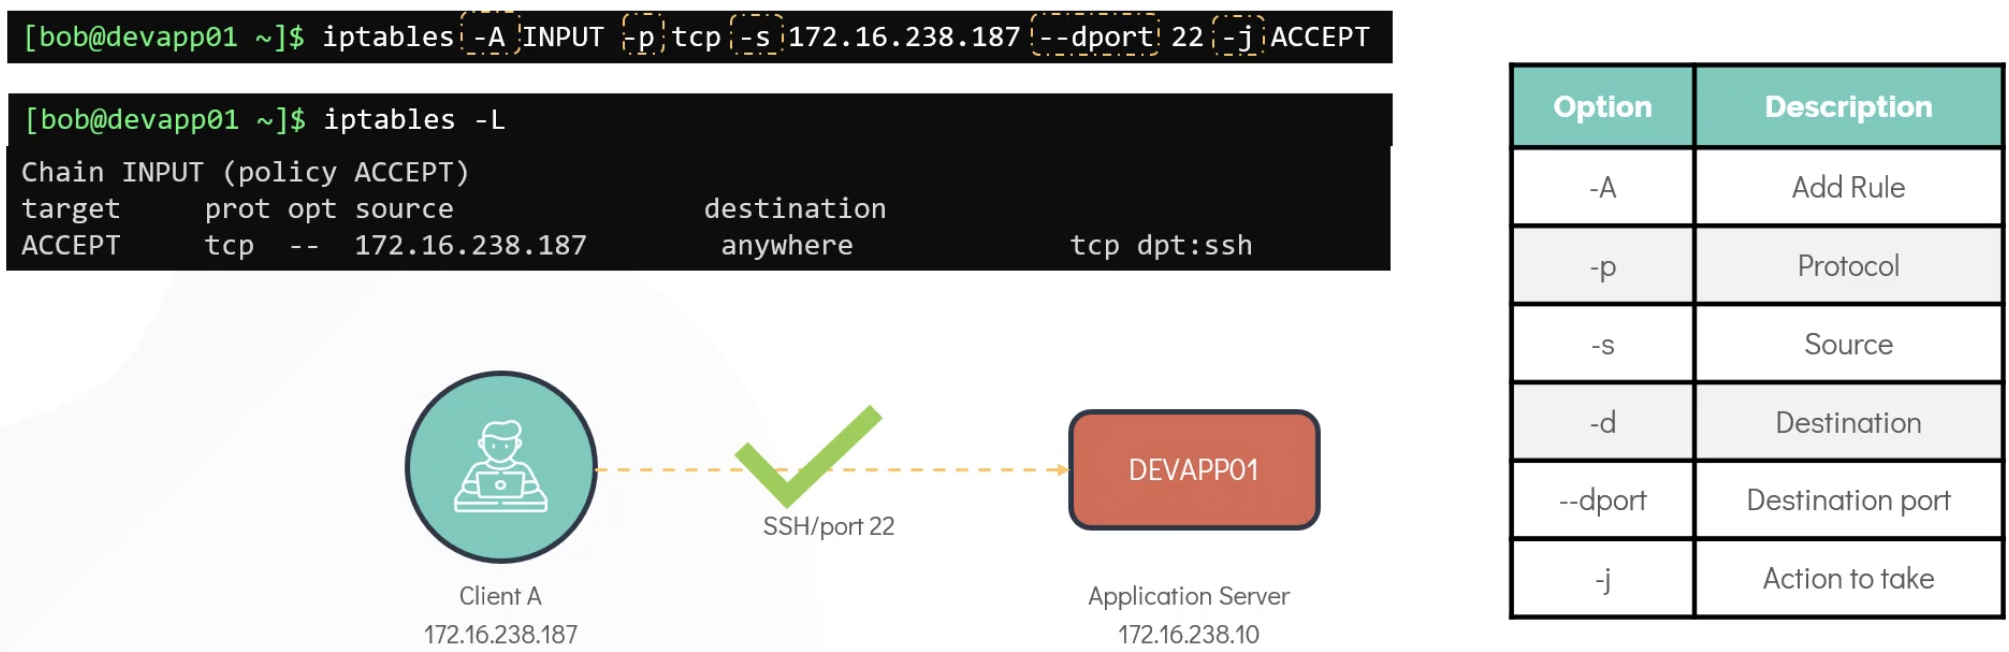 [bob@devapp01 ~]$ iptables -A INPUT -p tcp -s 172.16.238.187 --dport 22 -j ACCEPT
[bob@devapp01 ~]$ iptables -L
Chain INPUT (policy ACCEPT)
target prot opt source destination
ACCEPT tcp -- 172.16.238.187 anywhere tcp dpt:ssh
SSH/port 22
DEVAPP01
Client A
172.16.238.187
Application Server
172.16.238.10
Option Description
-A Add Rule
-p Protocol
-s Source
-d Destination
--dport Destination port
-j Action to take